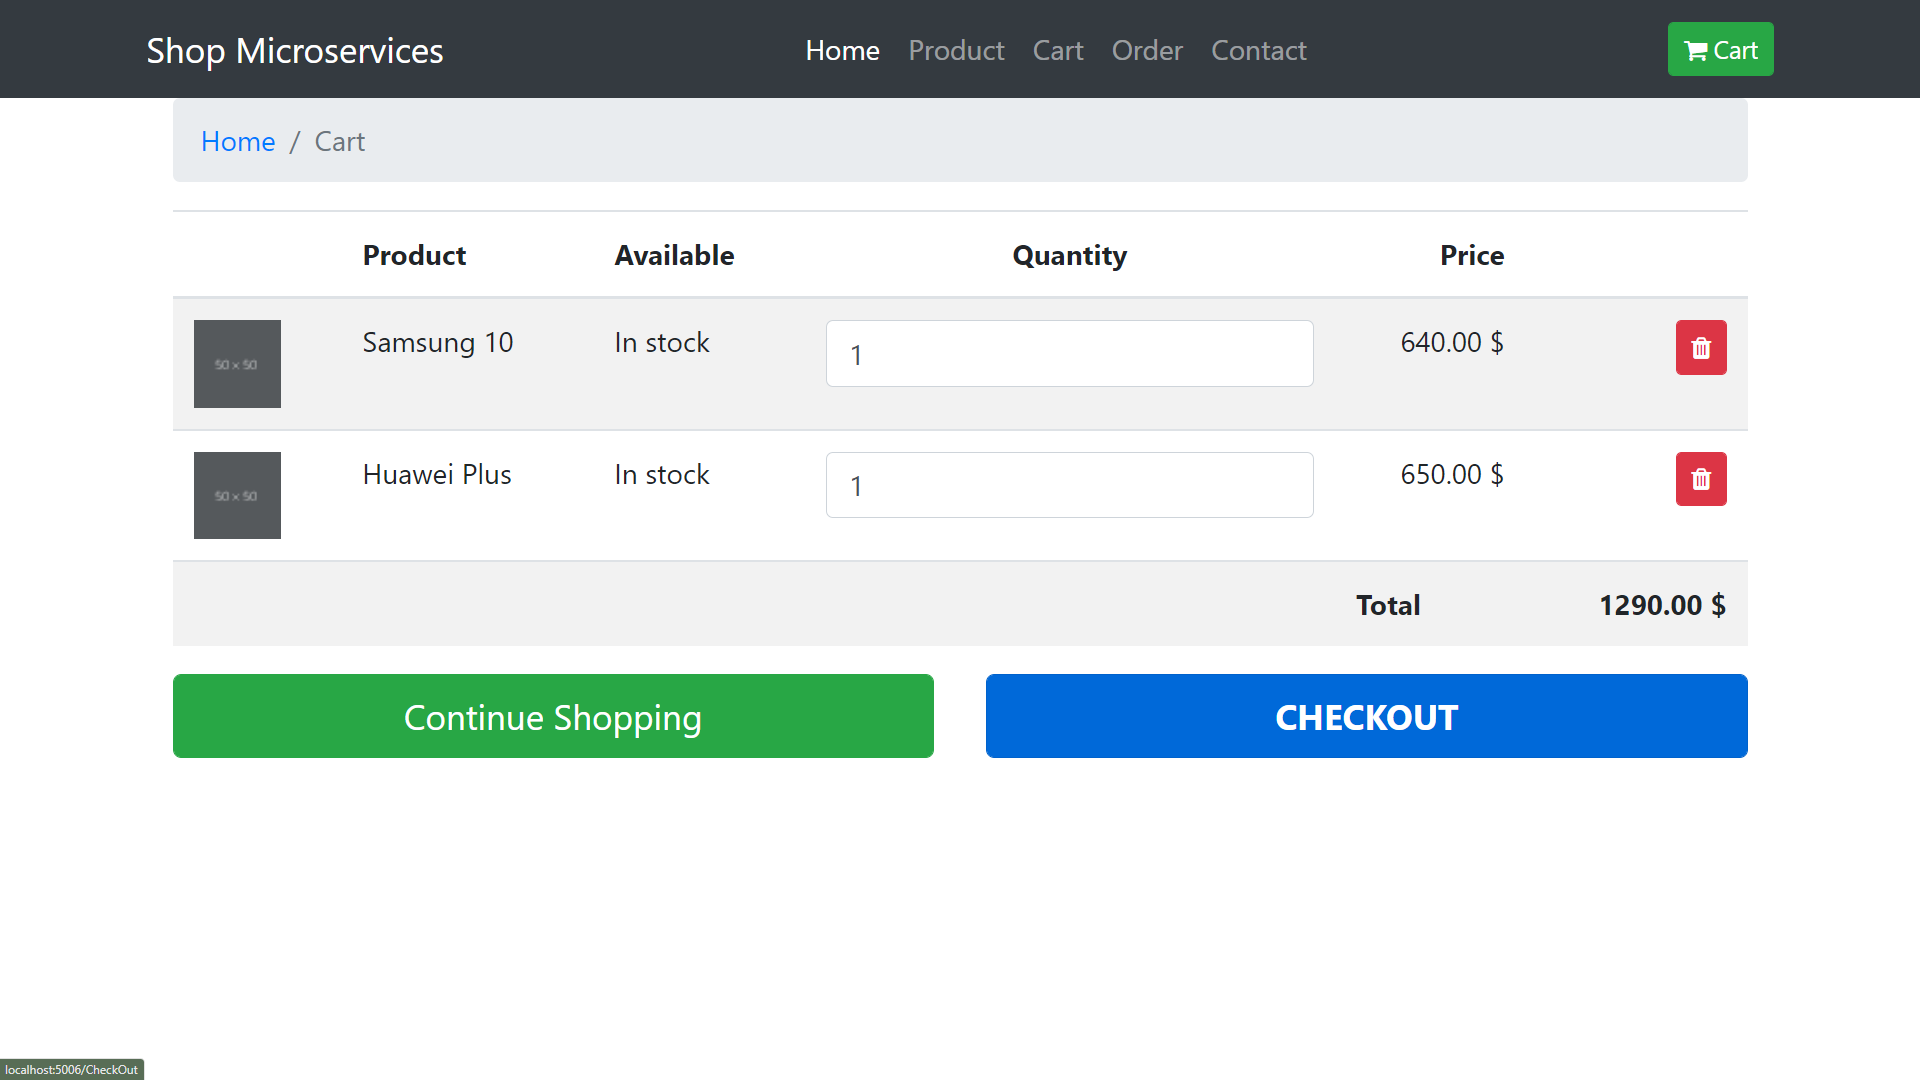 Shop Microservices Home Product Cart Order Contact Cart
Home / Cart
Product Available Quantity Price
50 x 50 Samsung 10 In stock 1 640.00 $
50 x 50 Huawei Plus In stock 1 650.00 $
Total 1290.00 $
Continue Shopping CHECKOUT
localhost:5006/CheckOut